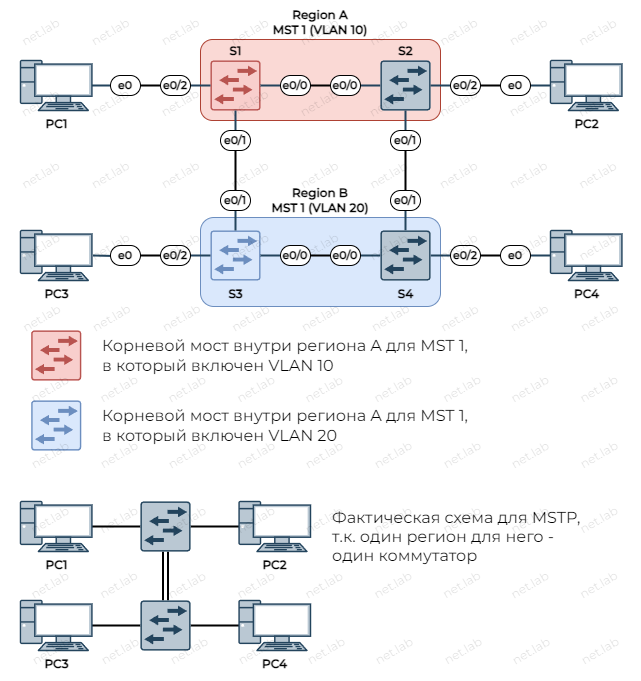 Region A
MST 1 (VLAN 10)
S1
S2
e0
e0/2
e0/0
e0/0
e0/2
e0
PC1
PC2
e0/1
e0/1
e0/1
e0/1
Region B
MST 1 (VLAN 20)
e0
e0/2
e0/0
e0/0
e0/2
e0
PC3
S3
S4
PC4
Корневой мост внутри региона А для MST 1,
в который включен VLAN 10
Корневой мост внутри региона А для MST 1,
в который включен VLAN 20
Фактическая схема для MSTP,
т.к. один регион для него -
один коммутатор
PC1
PC2
PC3
PC4
net.lab